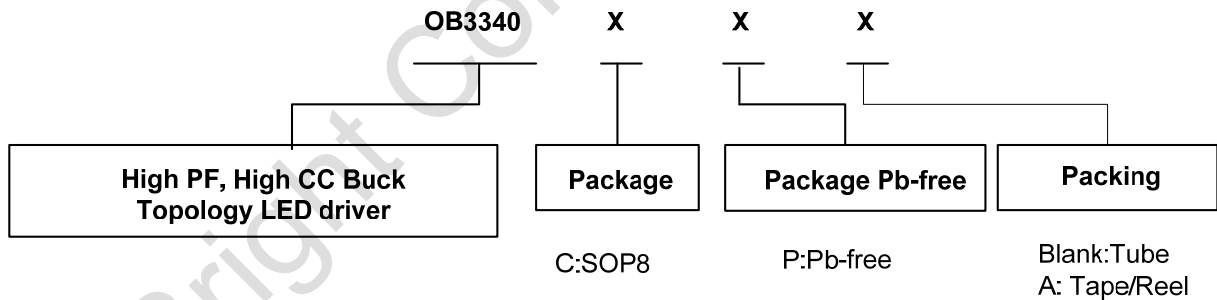 OB3340 X X X
High PF, High CC Buck
Topology LED driver
Package
Package Pb-free
Packing
C:SOP8
P:Pb-free
Blank:Tube
A: Tape/Reel